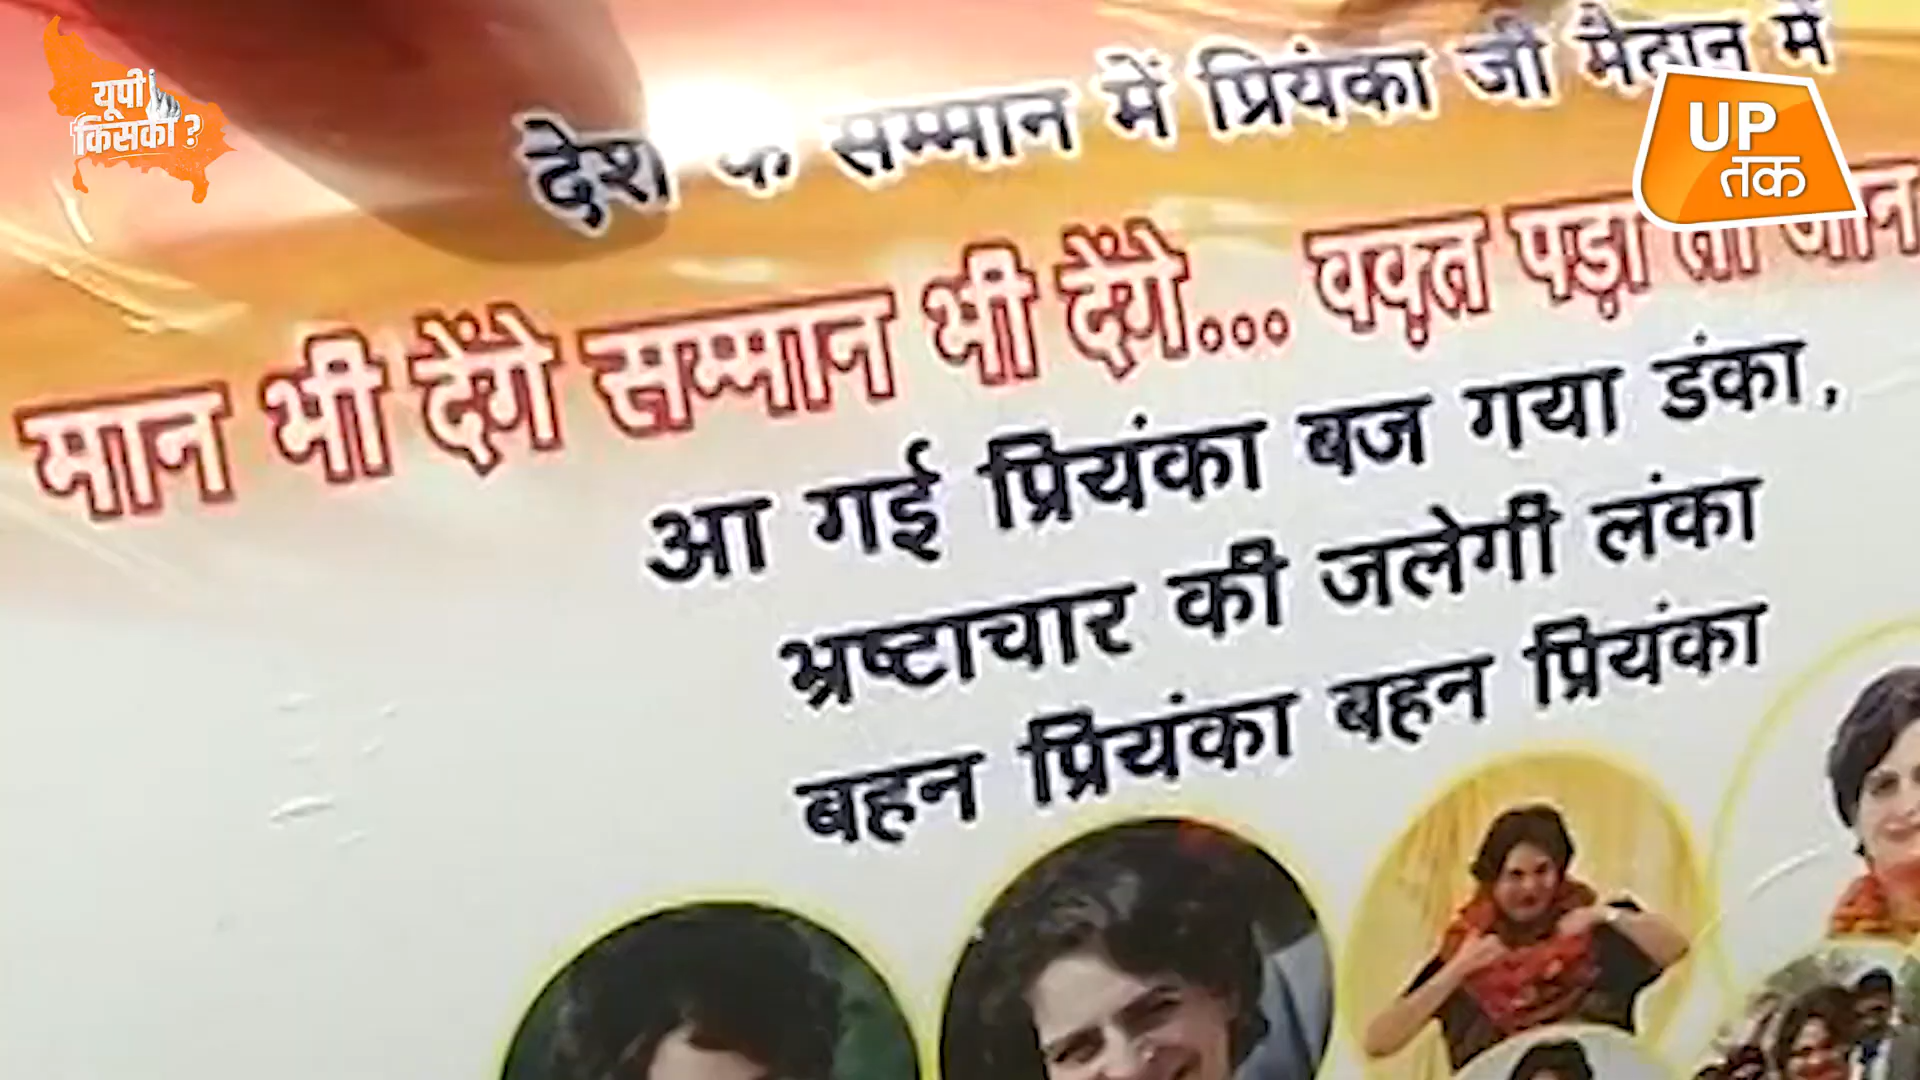 यूपी
किसका?
देश के सम्मान में प्रियंका जी मैदान में
UP
तक
मान भी देंगे सम्मान भी देंगे... वक़्त पड़ा तो जान
आ गई प्रियंका बज गया डंका,
भ्रष्टाचार की जलेगी लंका
बहन प्रियंका बहन प्रियंका